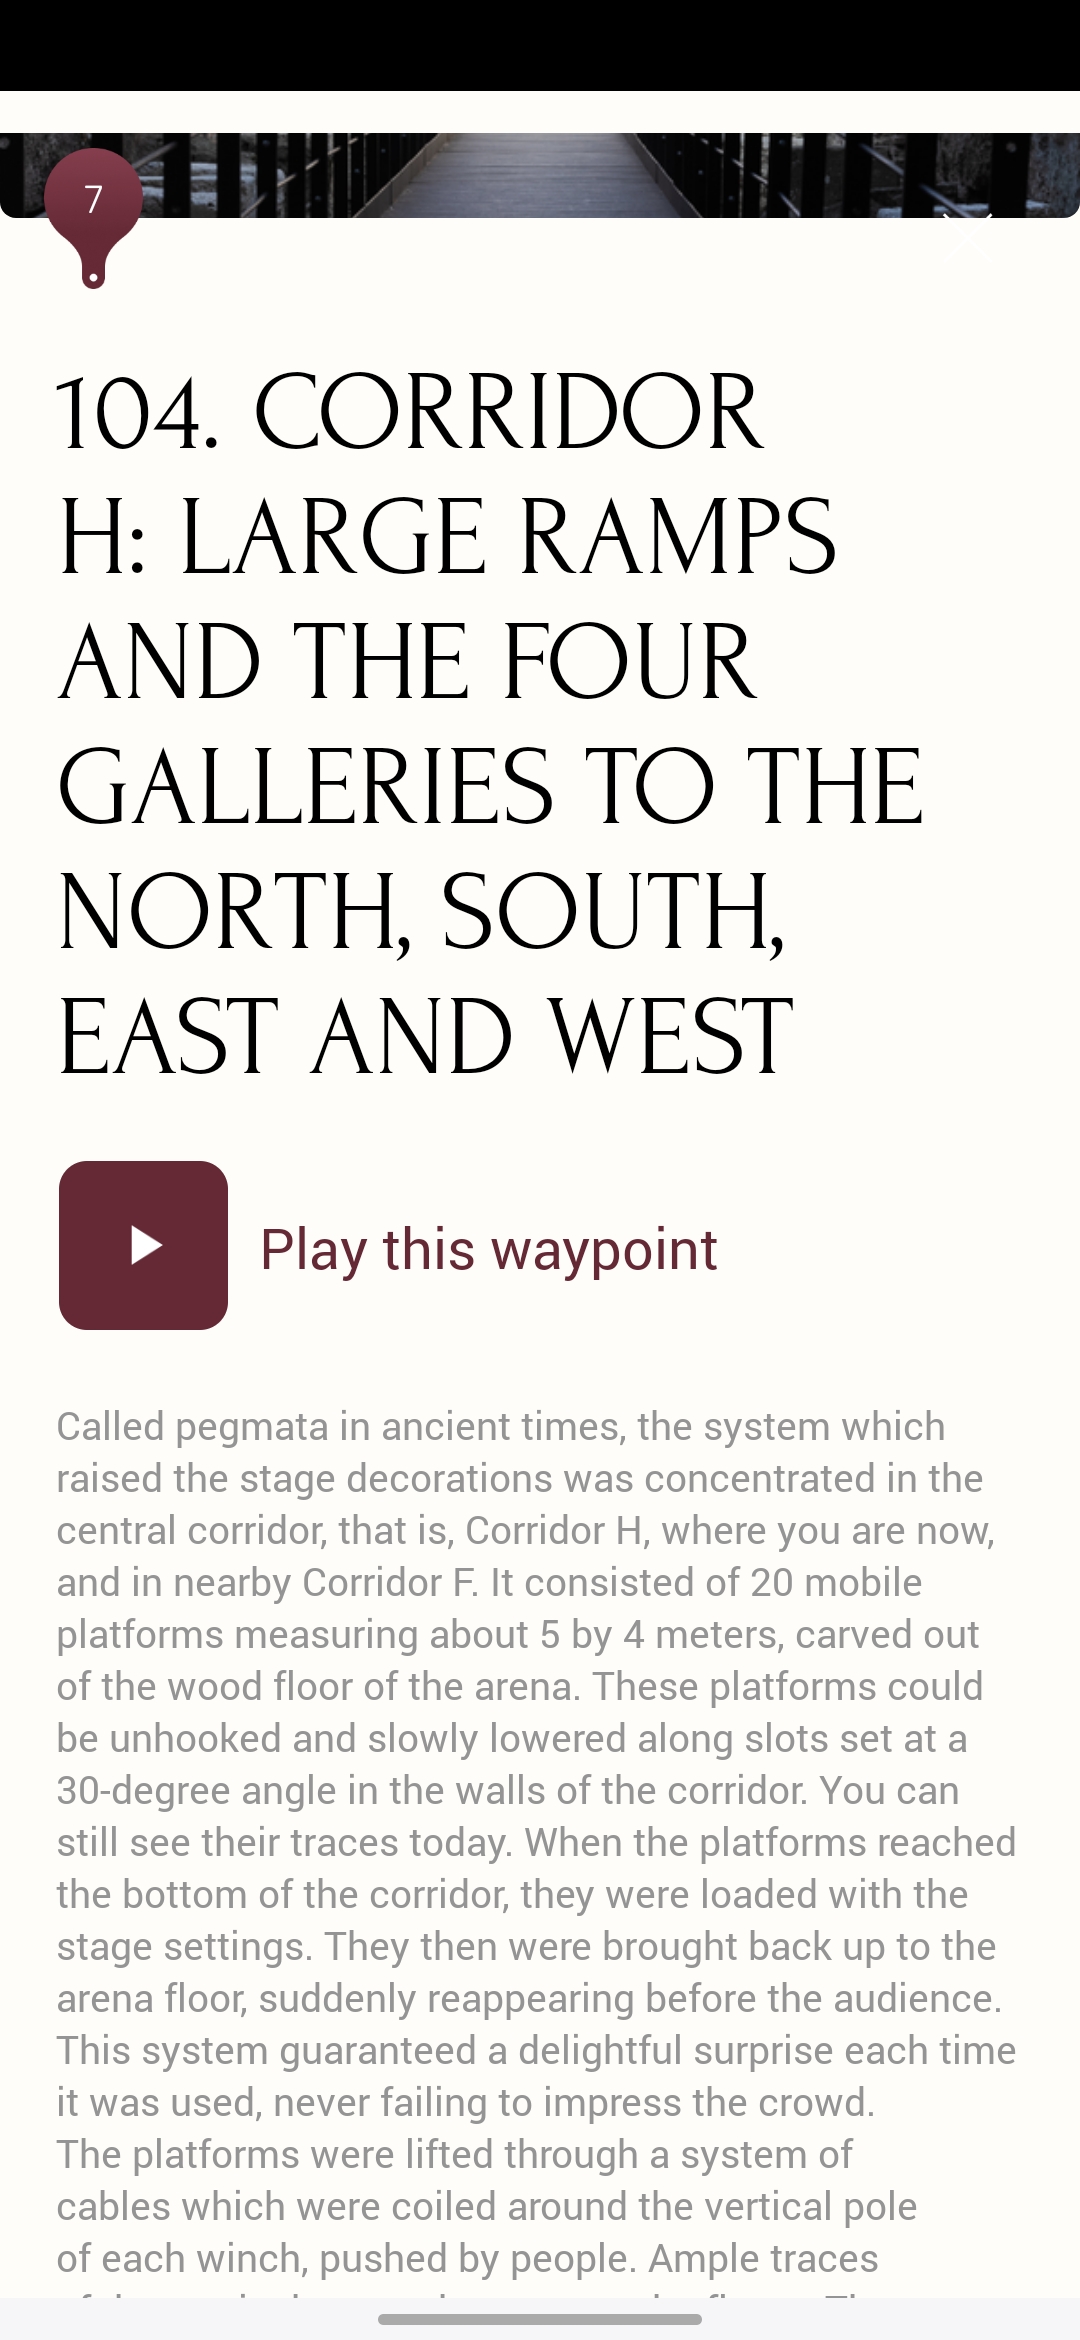 7
104. CORRIDOR
H: LARGE RAMPS
AND THE FOUR
GALLERIES TO THE
NORTH, SOUTH,
EAST AND WEST
Play this waypoint
Called pegmata in ancient times, the system which
raised the stage decorations was concentrated in the
central corridor, that is, Corridor H, where you are now,
and in nearby Corridor F. It consisted of 20 mobile
platforms measuring about 5 by 4 meters, carved out
of the wood floor of the arena. These platforms could
be unhooked and slowly lowered along slots set at a
30-degree angle in the walls of the corridor. You can
still see their traces today. When the platforms reached
the bottom of the corridor, they were loaded with the
stage settings. They then were brought back up to the
arena floor, suddenly reappearing before the audience.
This system guaranteed a delightful surprise each time
it was used, never failing to impress the crowd.
The platforms were lifted through a system of
cables which were coiled around the vertical pole
of each winch, pushed by people. Ample traces